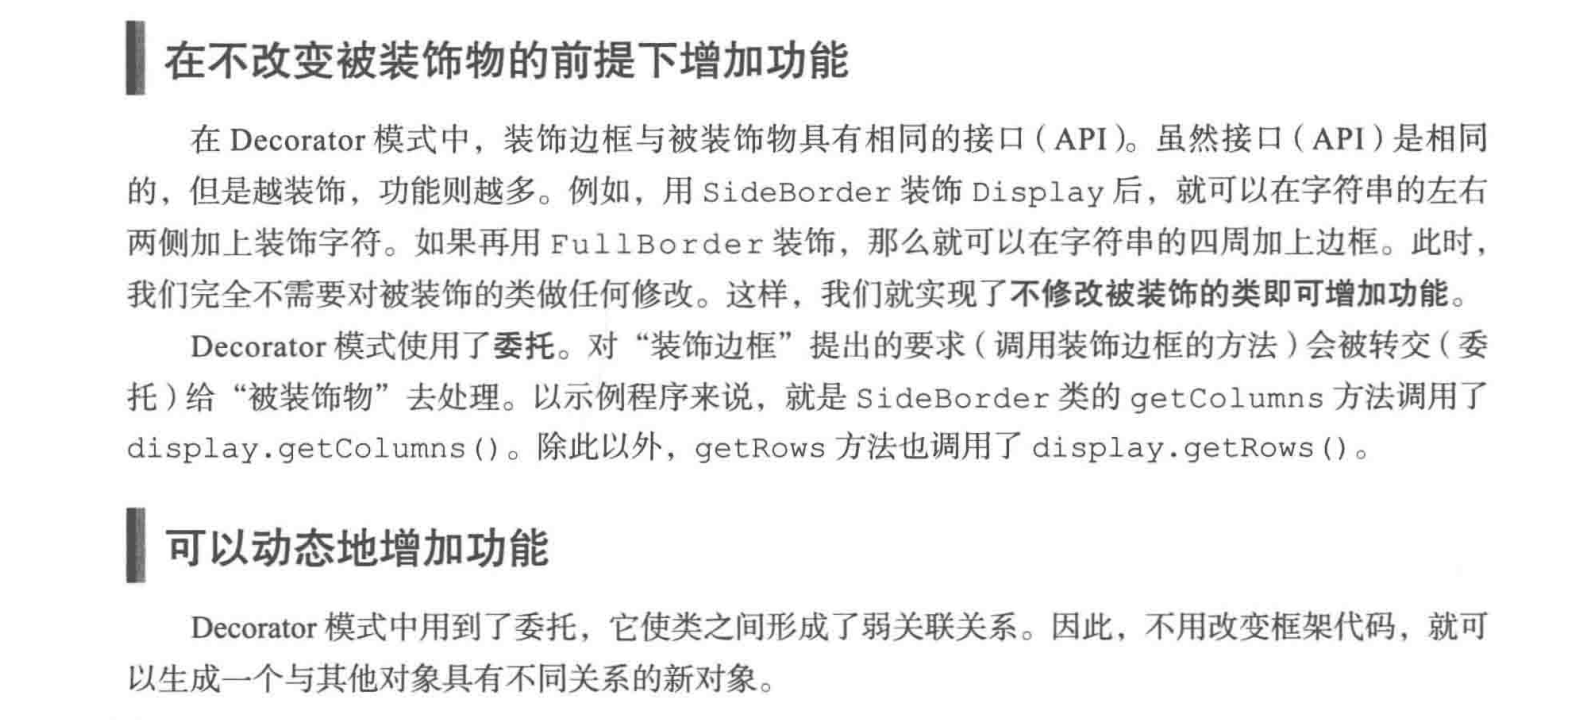 在不改变被装饰物的前提下增加功能
在 Decorator 模式中，装饰边框与被装饰物具有相同的接口（API）。虽然接口（API）是相同
的，但是越装饰，功能则越多。例如，用 SideBorder 装饰 Display 后，就可以在字符串的左右
两侧加上装饰字符。如果再用 FullBorder 装饰，那么就可以在字符串的四周加上边框。此时，
我们完全不需要对被装饰的类做任何修改。这样，我们就实现了不修改被装饰的类即可增加功能。
Decorator 模式使用了委托。对“装饰边框”提出的要求（调用装饰边框的方法）会被转交（委
托）给“被装饰物”去处理。以示例程序来说，就是 SideBorder 类的 getColumns 方法调用了
display.getColumns()。除此以外，getRows 方法也调用了 display.getRows()。
可以动态地增加功能
Decorator 模式中用到了委托，它使类之间形成了弱关联关系。因此，不用改变框架代码，就可
以生成一个与其他对象具有不同关系的新对象。